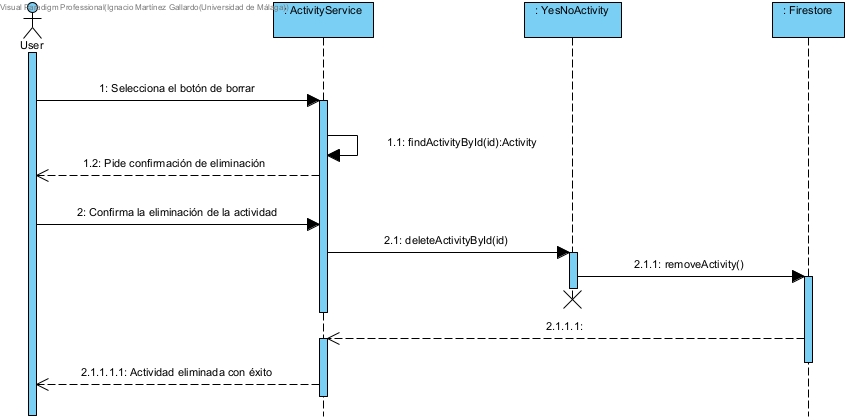 Visual Paradigm Professional(Ignacio Martínez Gallardo(Universidad de Málaga))
: ActivityService
: YesNoActivity
: Firestore
User
1: Selecciona el botón de borrar
1.1: findActivityById(id):Activity
1.2: Pide confirmación de eliminación
2: Confirma la eliminación de la actividad
2.1: deleteActivityById(id)
2.1.1: removeActivity()
2.1.1.1:
2.1.1.1.1: Actividad eliminada con éxito